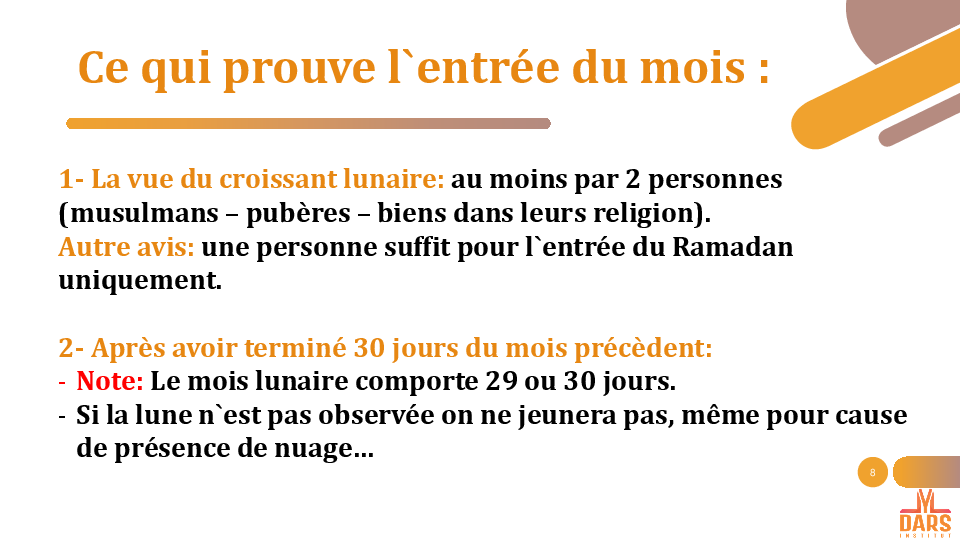 Ce qui prouve l`entrée du mois :
1- La vue du croissant lunaire: au moins par 2 personnes
(musulmans – pubères – biens dans leurs religion).
Autre avis: une personne suffit pour l`entrée du Ramadan
uniquement.
2- Après avoir terminé 30 jours du mois précèdent:
- Note: Le mois lunaire comporte 29 ou 30 jours.
- Si la lune n`est pas observée on ne jeunera pas, même pour cause
de présence de nuage...
8
DARS
INSTITUT